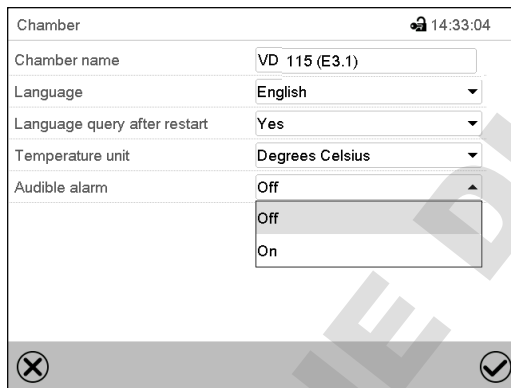 Chamber 14:33:04
Chamber name VD 115 (E3.1)
Language English
Language query after restart Yes
Temperature unit Degrees Celsius
Audible alarm Off
Off
On